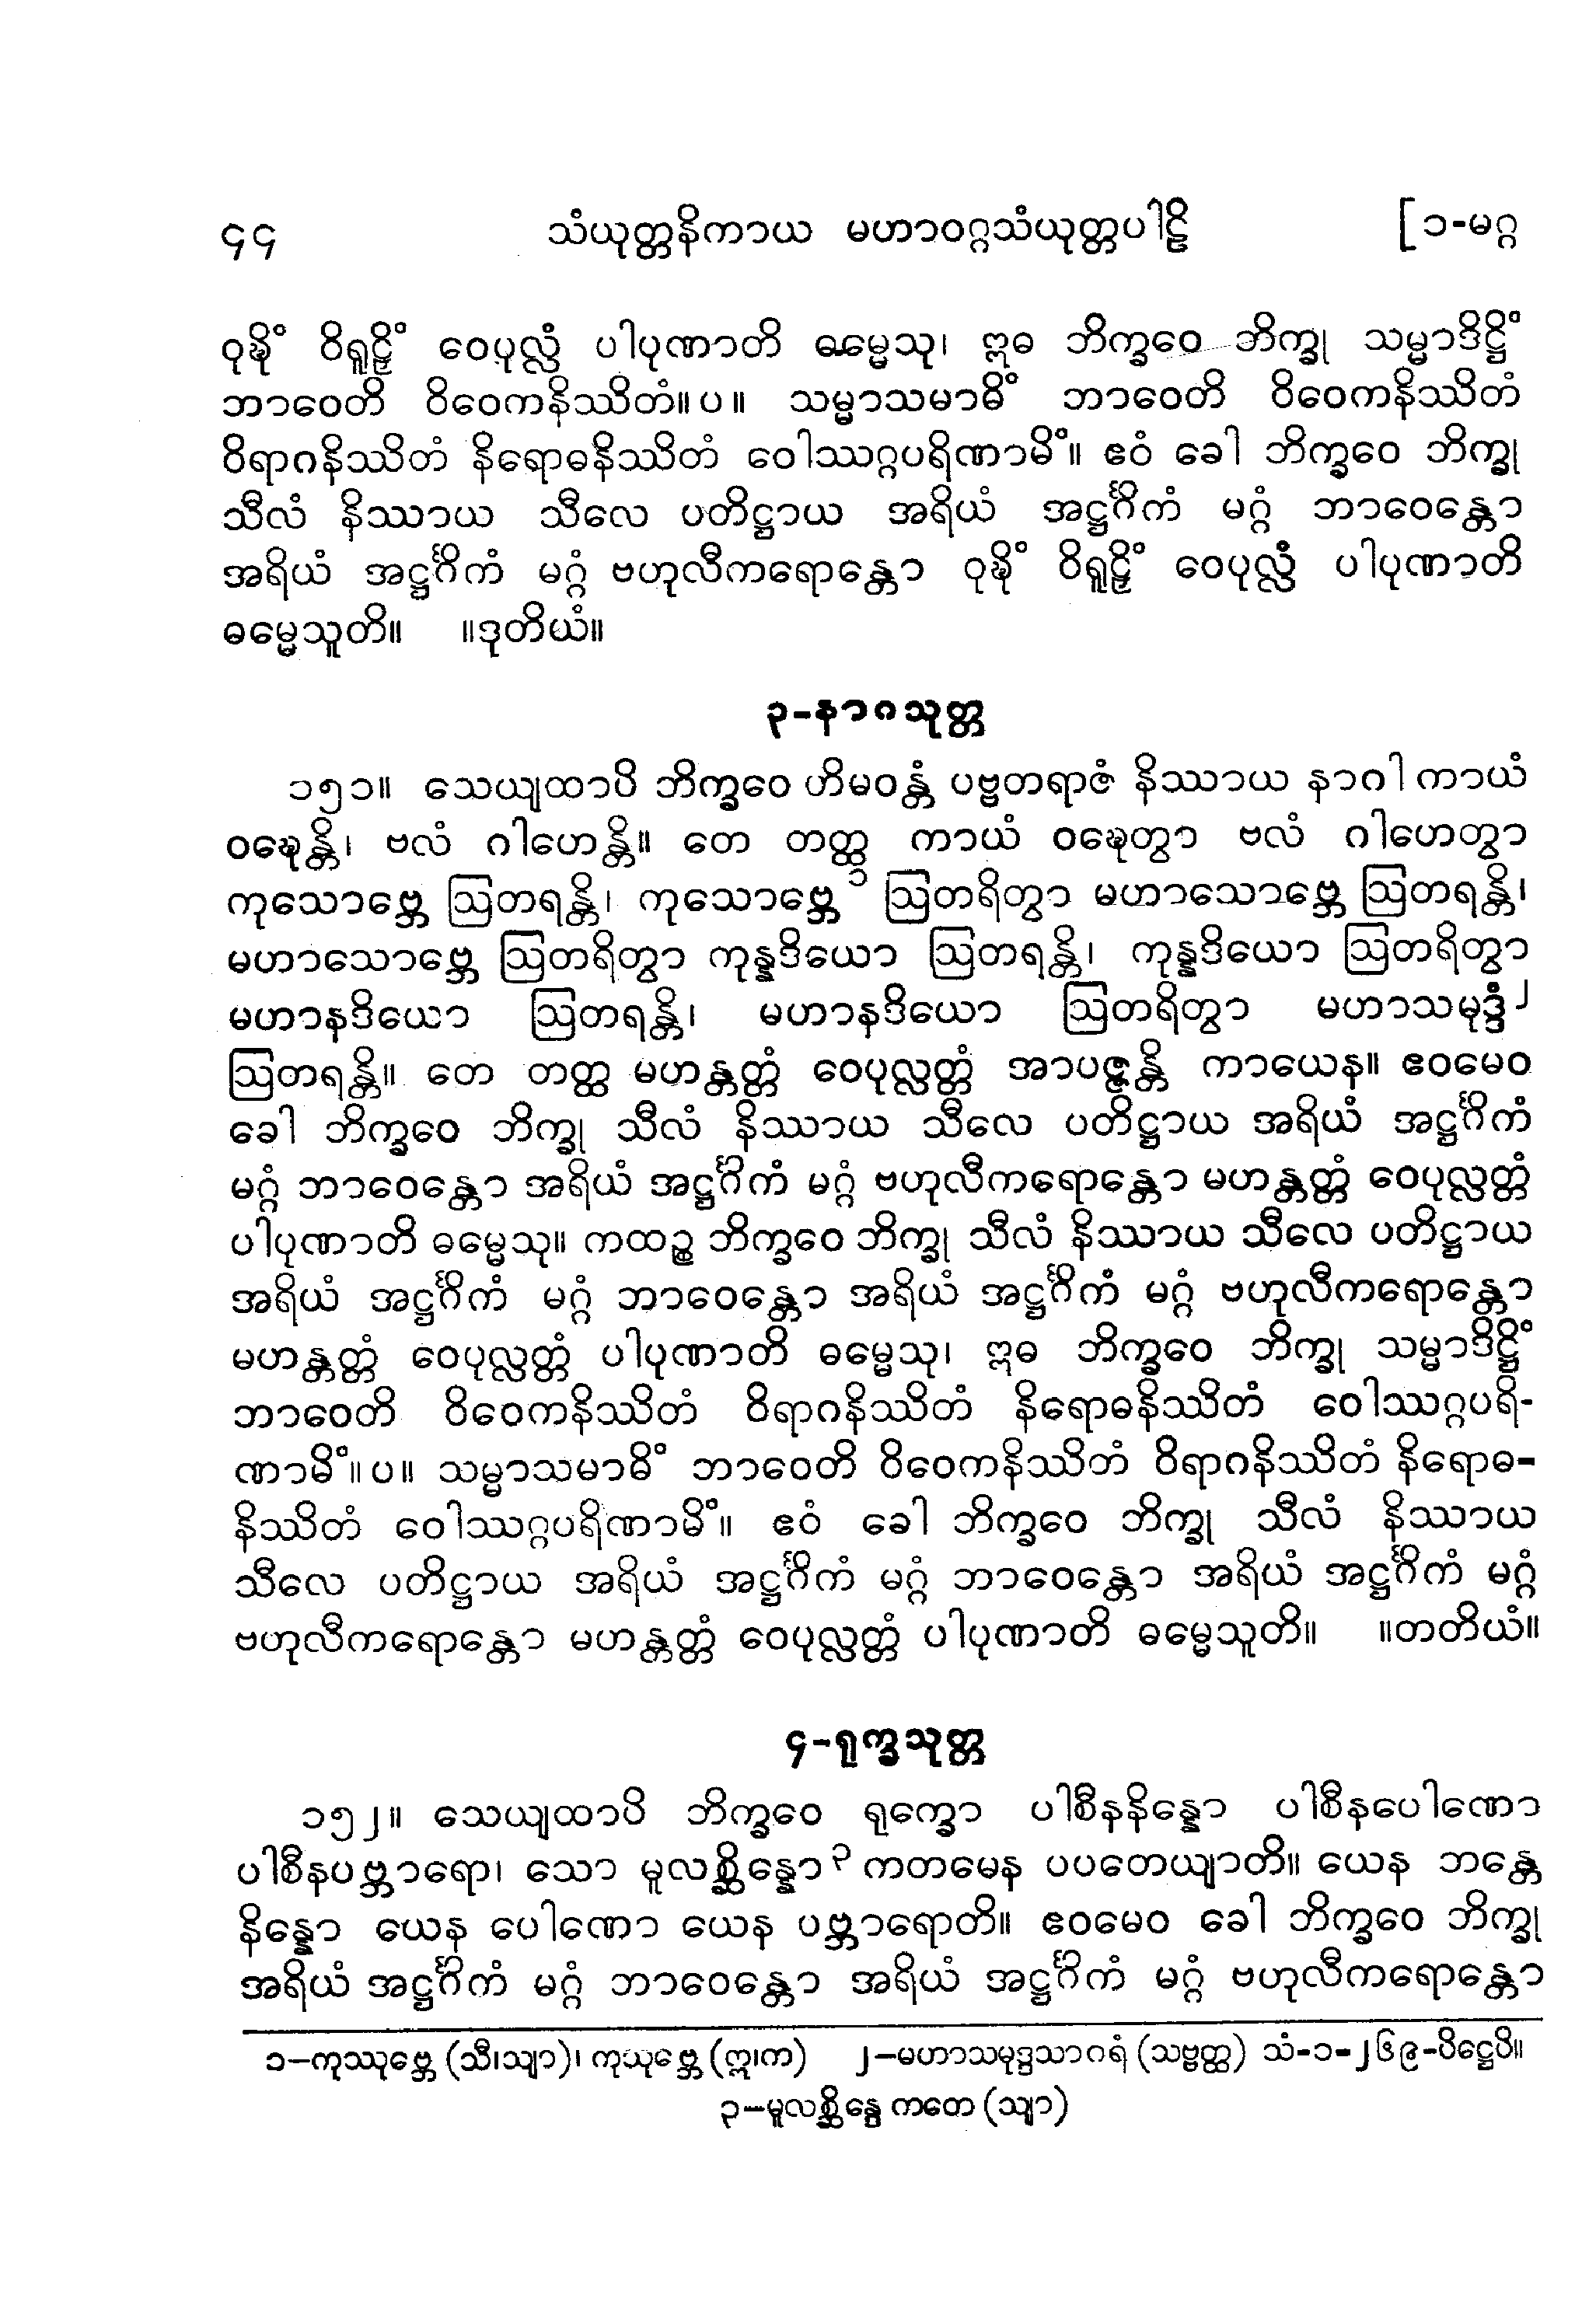 ၄၄ သံယုတ္တနိကာယ မဟာဝဂ္ဂသံယုတ္တပါဠိ [၁-မဂ္ဂ
ဝုဍ္ဎိံ ဝိရူဠှိံ ဝေပုလ္လံ ပါပုဏာတိ ဓမ္မေသု၊ ဣဓ ဘိက္ခဝေ ဘိက္ခု သမ္မာဒိဋ္ဌိံ
ဘာဝေတိ ဝိဝေကနိဿိတံ။ ပ ။ သမ္မာသမာဓိံ ဘာဝေတိ ဝိဝေကနိဿိတံ
ဝိရာဂနိဿိတံ နိရောဓနိဿိတံ ဝေါဿဂ္ဂပရိဏာမိံ။ ဧဝံ ခေါ ဘိက္ခဝေ ဘိက္ခု
သီလံ နိဿာယ သီလေ ပတိဋ္ဌာယ အရိယံ အဋ္ဌင်္ဂိကံ မဂ္ဂံ ဘာဝေန္တော
အရိယံ အဋ္ဌင်္ဂိကံ မဂ္ဂံ ဗဟုလီကရောန္တော ဝုဍ္ဎိံ ဝိရူဠှိံ ဝေပုလ္လံ ပါပုဏာတိ
ဓမ္မေသူတိ။ ။ဒုတိယံ။
၃-နာဂသုတ္တ
၁၅၁။ သေယျထာပိ ဘိက္ခဝေ ဟိမဝန္တံ ပဗ္ဗတရာဇံ နိဿာယ နာဂါ ကာယံ
ဝဍ္ဎေန္တိ၊ ဗလံ ဂါဟေန္တိ။ တေ တတ္ထ ကာယံ ဝဍ္ဎေတွာ ဗလံ ဂါဟေတွာ
ကုသောဗ္ဘေ ဩတရန္တိ၊ ကုသောဗ္ဘေ ၁ ဩတရိတွာ မဟာသောဗ္ဘေ ဩတရန္တိ၊
မဟာသောဗ္ဘေ ဩတရိတွာ ကုန္နဒိယော ဩတရန္တိ၊ ကုန္နဒိယော ဩတရိတွာ
မဟာနဒိယော ဩတရန္တိ၊ မဟာနဒိယော ဩတရိတွာ မဟာသမုဒ္ဒံ ၂
ဩတရန္တိ။ တေ တတ္ထ မဟန္တတ္တံ ဝေပုလ္လတ္တံ အာပဇ္ဇန္တိ ကာယေန။ ဧဝမေဝ
ခေါ ဘိက္ခဝေ ဘိက္ခု သီလံ နိဿာယ သီလေ ပတိဋ္ဌာယ အရိယံ အဋ္ဌင်္ဂိကံ
မဂ္ဂံ ဘာဝေန္တော အရိယံ အဋ္ဌင်္ဂိကံ မဂ္ဂံ ဗဟုလီကရောန္တော မဟန္တတ္တံ ဝေပုလ္လတ္တံ
ပါပုဏာတိ ဓမ္မေသု။ ကထဉ္စ ဘိက္ခဝေ ဘိက္ခု သီလံ နိဿာယ သီလေ ပတိဋ္ဌာယ
အရိယံ အဋ္ဌင်္ဂိကံ မဂ္ဂံ ဘာဝေန္တော အရိယံ အဋ္ဌင်္ဂိကံ မဂ္ဂံ ဗဟုလီကရောန္တော
မဟန္တတ္တံ ဝေပုလ္လတ္တံ ပါပုဏာတိ ဓမ္မေသု၊ ဣဓ ဘိက္ခဝေ ဘိက္ခု သမ္မာဒိဋ္ဌိံ
ဘာဝေတိ ဝိဝေကနိဿိတံ ဝိရာဂနိဿိတံ နိရောဓနိဿိတံ ဝေါဿဂ္ဂပရိ-
ဏာမိံ။ ပ။ သမ္မာသမာဓိံ ဘာဝေတိ ဝိဝေကနိဿိတံ ဝိရာဂနိဿိတံ နိရောဓ-
နိဿိတံ ဝေါဿဂ္ဂပရိဏာမိံ။ ဧဝံ ခေါ ဘိက္ခဝေ ဘိက္ခု သီလံ နိဿာယ
သီလေ ပတိဋ္ဌာယ အရိယံ အဋ္ဌင်္ဂိကံ မဂ္ဂံ ဘာဝေန္တော အရိယံ အဋ္ဌင်္ဂိကံ မဂ္ဂံ
ဗဟုလီကရောန္တော မဟန္တတ္တံ ဝေပုလ္လတ္တံ ပါပုဏာတိ ဓမ္မေသူတိ။ ။တတိယံ။
၄-ရုက္ခသုတ္တ
၁၅၂။ သေယျထာပိ ဘိက္ခဝေ ရုက္ခော ပါစီနနိန္နော ပါစီနပေါဏော
ပါစီနပဗ္ဘာရော၊ သော မူလစ္ဆိန္နော ၃ ကတမေန ပပတေယျာတိ။ ယေန ဘန္တေ
နိန္နော ယေန ပေါဏော ယေန ပဗ္ဘာရောတိ။ ဧဝမေဝ ခေါ ဘိက္ခဝေ ဘိက္ခု
အရိယံ အဋ္ဌင်္ဂိကံ မဂ္ဂံ ဘာဝေန္တော အရိယံ အဋ္ဌင်္ဂိကံ မဂ္ဂံ ဗဟုလီကရောန္တော
၁–ကုဿုဗ္ဘေ (သီ၊သျာ)၊ ကုသုဗ္ဘေ (ဣ၊က) ၂–မဟာသမုဒ္ဒသာဂရံ (သဗ္ဗတ္ထ) သံ-၁-၂၆၉-ပိဋ္ဌေပိ။
၃–မူလစ္ဆိန္ဒေ ကတေ (သျာ)